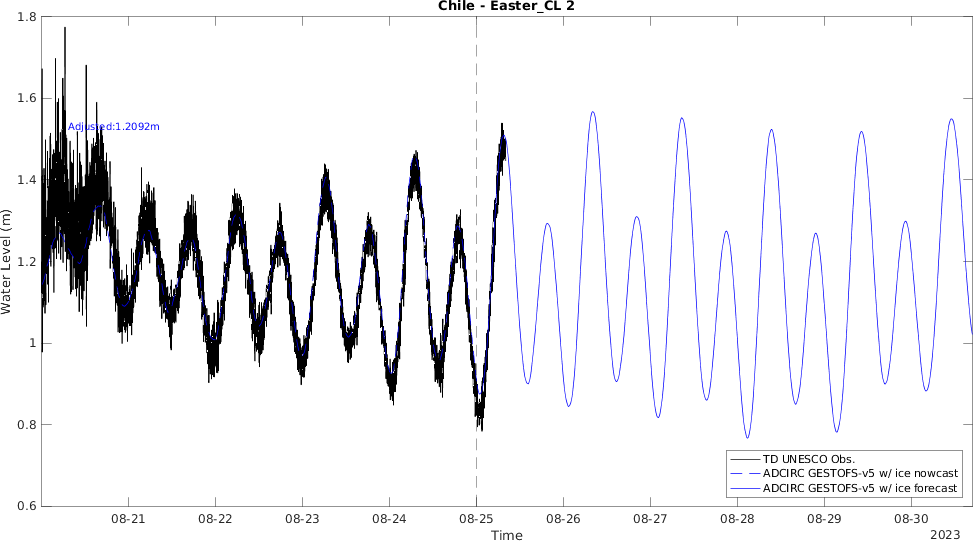 Chile - Easter_CL 2
Water Level (m)
1.8
1.6
1.4
1.2
1
0.8
0.6
Adjusted:1.2092m
TD UNESCO Obs.
ADCIRC GESTOFS-v5 w/ ice nowcast
ADCIRC GESTOFS-v5 w/ ice forecast
08-21 08-22 08-23 08-24 08-25 08-26 08-27 08-28 08-29 08-30
Time
2023